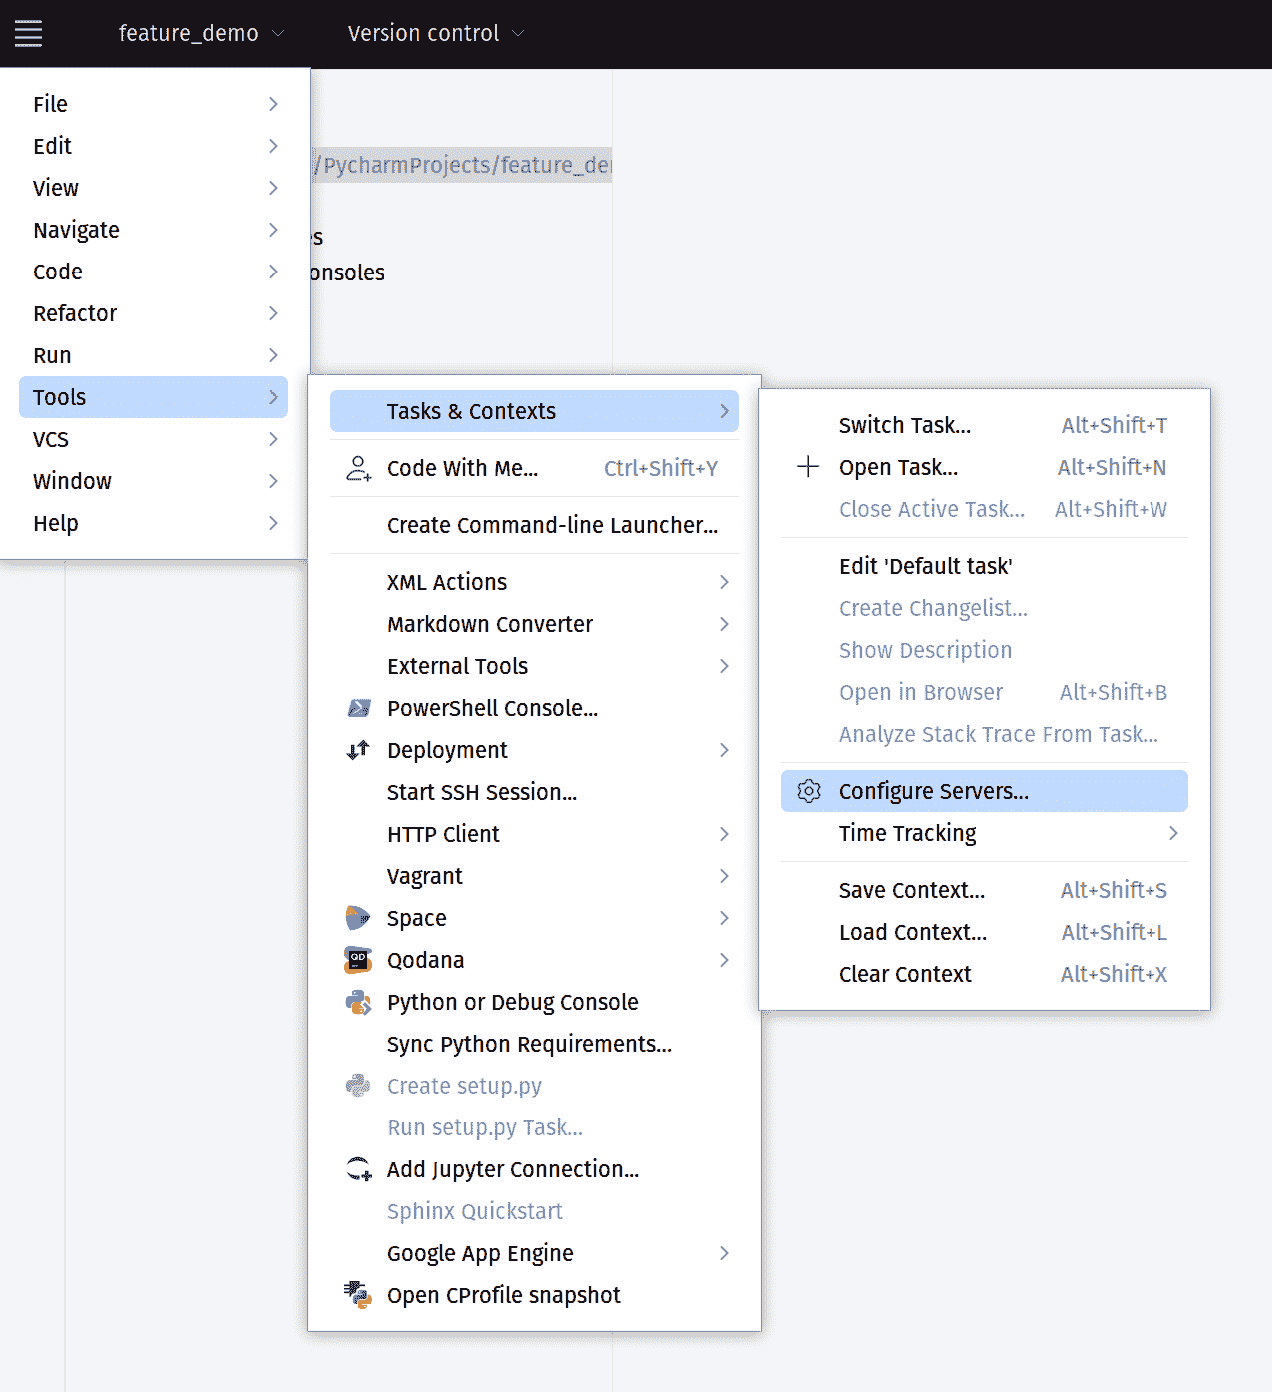 feature_demo
Version control
File
Edit
View
Navigate
Code
Refactor
Run
Tools
VCS
Window
Help
/PycharmProjects/feature_de
es
onsoles
Tasks & Contexts
Code With Me... Ctrl+Shift+Y
Create Command-line Launcher...
XML Actions
Markdown Converter
External Tools
PowerShell Console...
Deployment
Start SSH Session...
HTTP Client
Vagrant
Space
QD Qodana
Python or Debug Console
Sync Python Requirements...
Create setup.py
Run setup.py Task...
Add Jupyter Connection...
Sphinx Quickstart
Google App Engine
Open CProfile snapshot
Switch Task... Alt+Shift+T
Open Task... Alt+Shift+N
Close Active Task... Alt+Shift+W
Edit 'Default task'
Create Changelist...
Show Description
Open in Browser Alt+Shift+B
Analyze Stack Trace From Task...
Configure Servers...
Time Tracking
Save Context... Alt+Shift+S
Load Context... Alt+Shift+L
Clear Context Alt+Shift+X